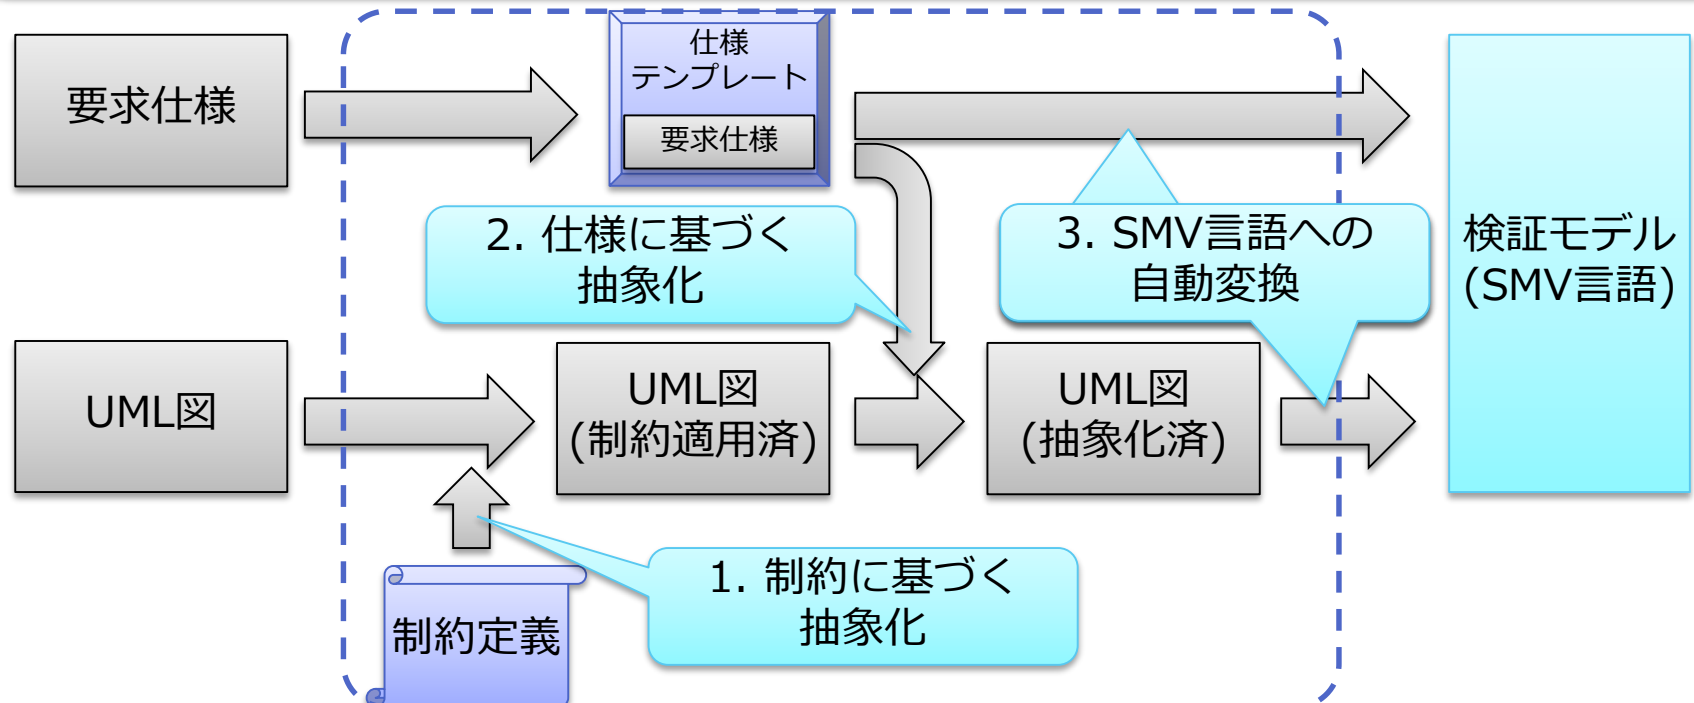 要求仕様
仕様
テンプレート
要求仕様
2. 仕様に基づく
抽象化
3. SMV言語への
自動変換
検証モデル
(SMV言語)
UML図
UML図
(制約適用済)
UML図
(抽象化済)
制約定義
1. 制約に基づく
抽象化